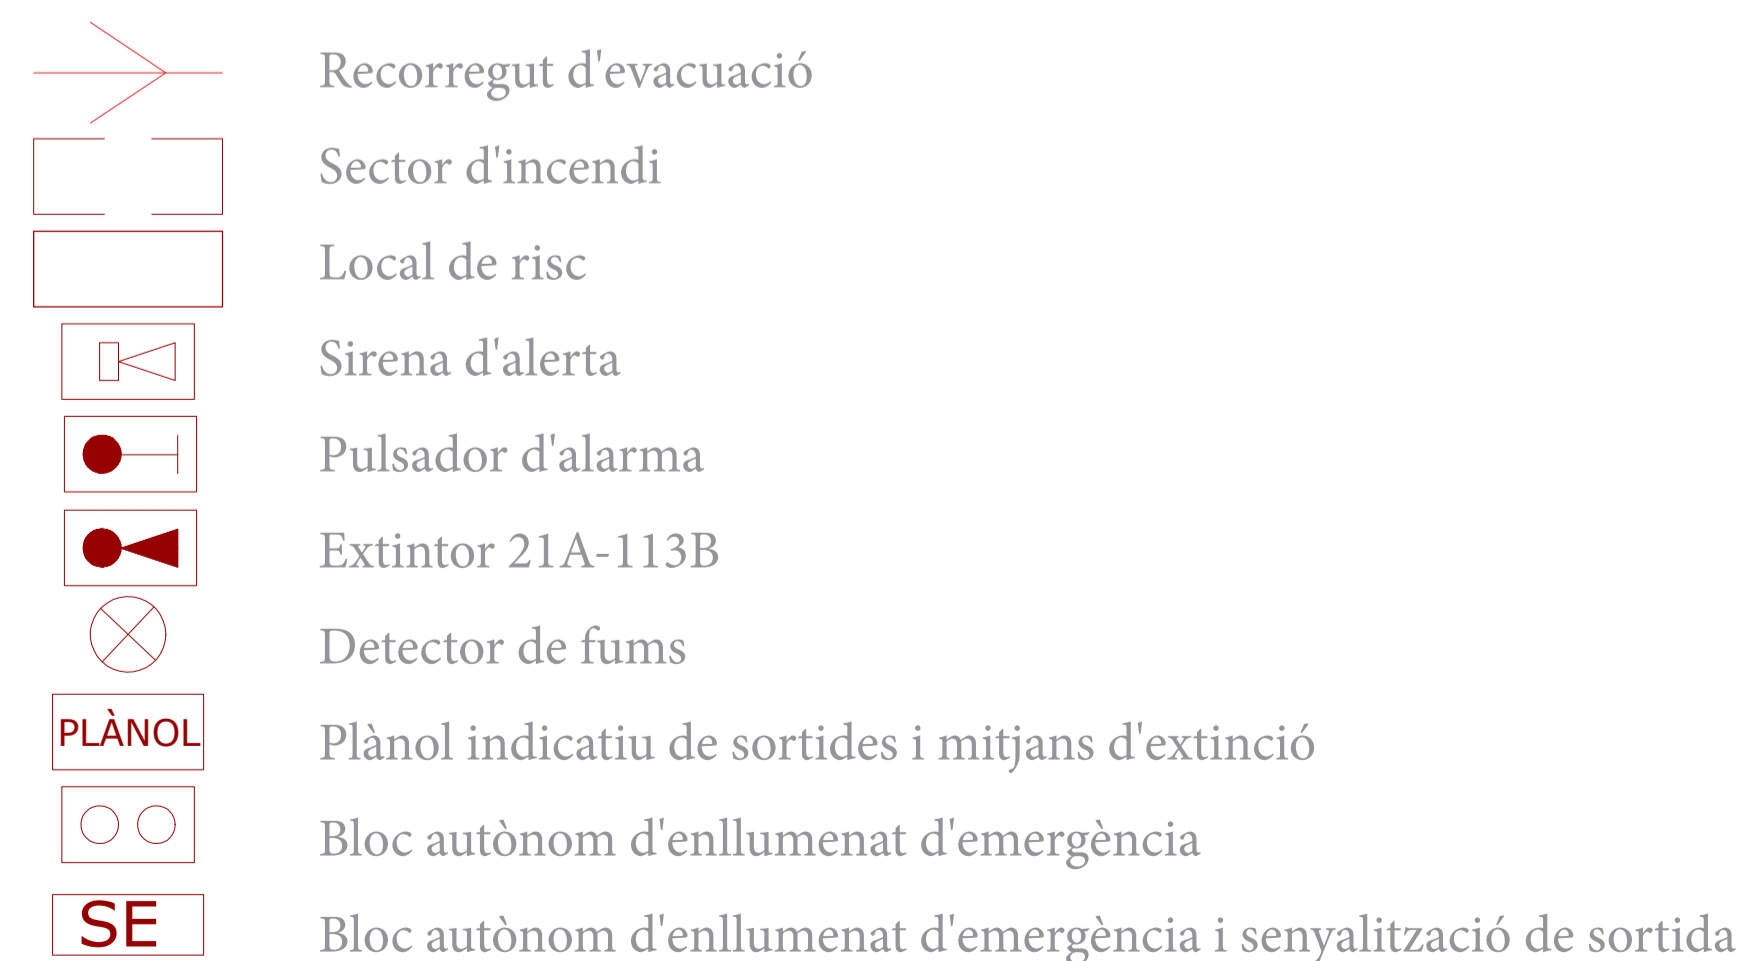 Recorregut d'evacuació
Sector d'incendi
Local de risc
Sirena d'alerta
Pulsador d'alarma
Extintor 21A-113B
Detector de fums
PLÀNOL Plànol indicatiu de sortides i mitjans d'extinció
Bloc autònom d'enllumenat d'emergència
SE Bloc autònom d'enllumenat d'emergència i senyalització de sortida